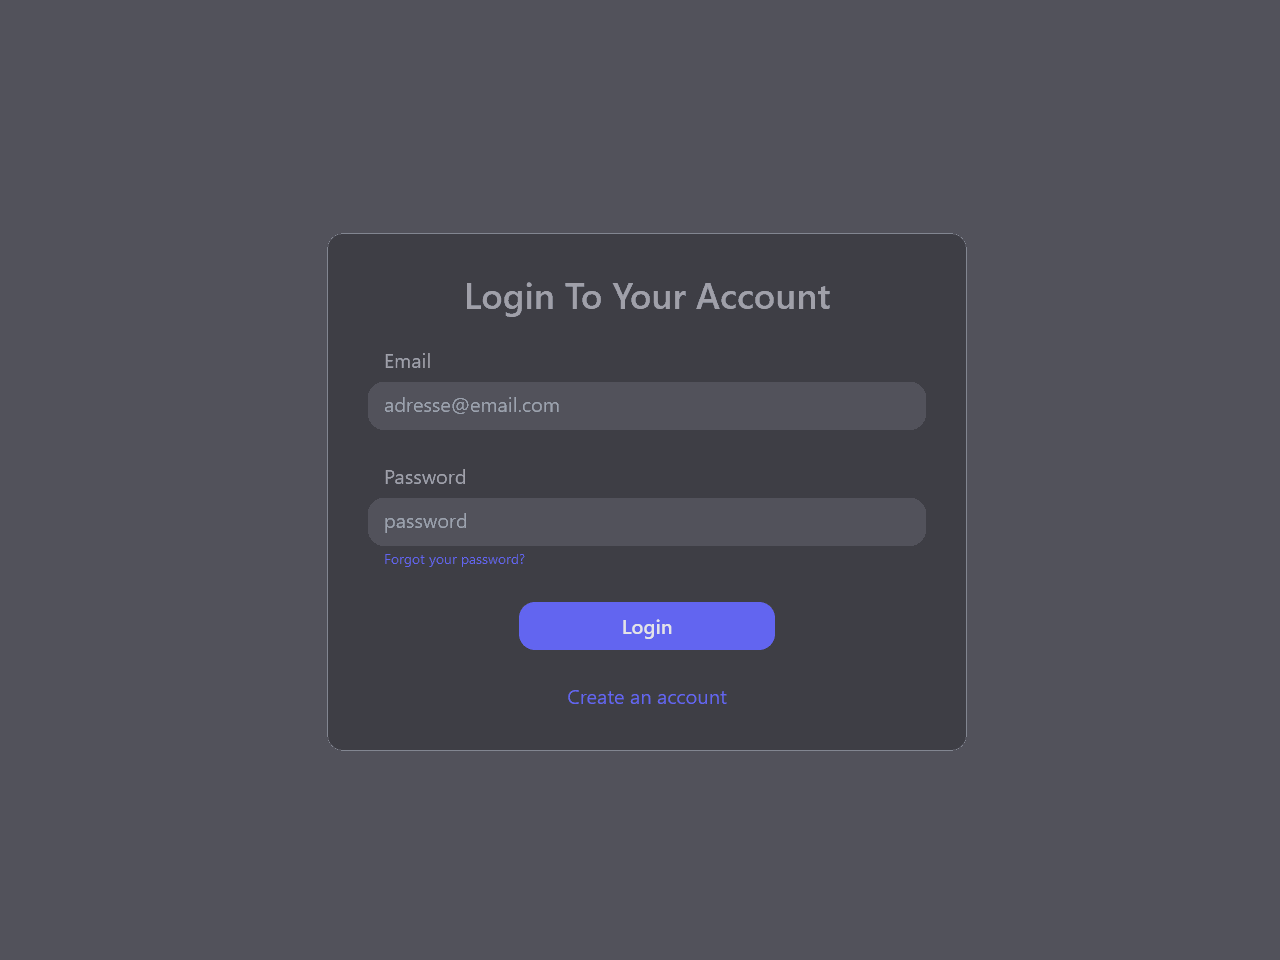 Login To Your Account
Email
adresse@email.com
Password
password
Forgot your password?
Login
Create an account